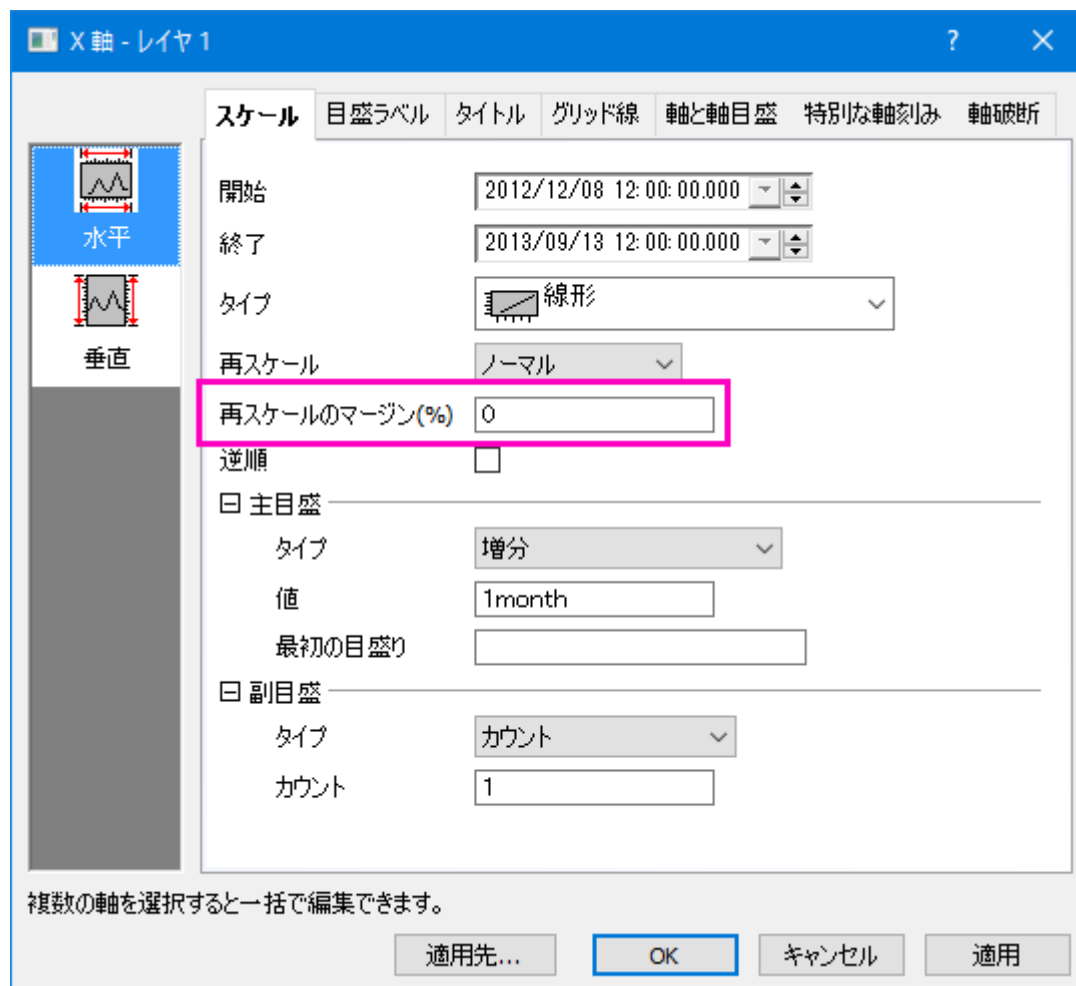 X 軸 - レイヤ 1
スケール 目盛ラベル タイトル グリッド線 軸と軸目盛 特別な軸刻み 軸破断
水平
垂直
開始 2012/12/08 12:00:00.000
終了 2013/09/13 12:00:00.000
タイプ 線形
再スケール ノーマル
再スケールのマージン(%) 0
逆順
主目盛
タイプ 増分
値 1month
最初の目盛り
副目盛
タイプ カウント
カウント 1
複数の軸を選択すると一括で編集できます。
適用先... OK キャンセル 適用